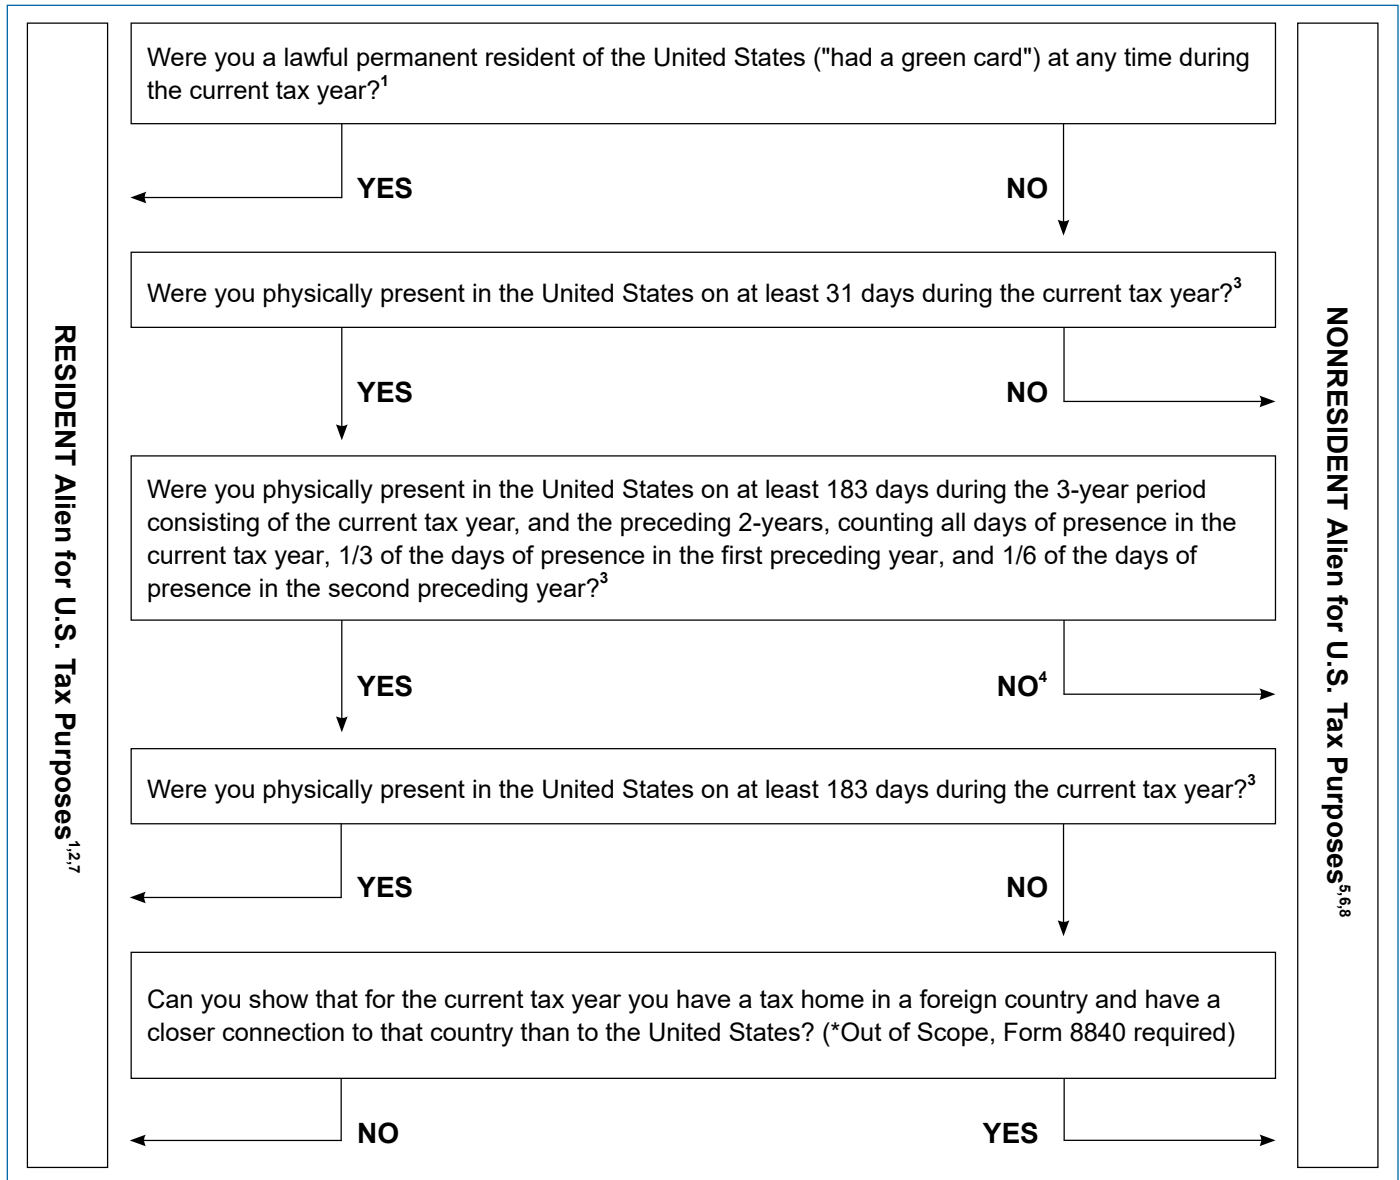 Were you a lawful permanent resident of the United States ("had a green card") at any time during
the current tax year?¹
YES
NO
Were you physically present in the United States on at least 31 days during the current tax year?³
YES
NO
Were you physically present in the United States on at least 183 days during the 3-year period
consisting of the current tax year, and the preceding 2-years, counting all days of presence in the
current tax year, 1/3 of the days of presence in the first preceding year, and 1/6 of the days of
presence in the second preceding year?³
YES
NO⁴
Were you physically present in the United States on at least 183 days during the current tax year?³
YES
NO
Can you show that for the current tax year you have a tax home in a foreign country and have a
closer connection to that country than to the United States? (*Out of Scope, Form 8840 required)
NO
YES
RESIDENT Alien for U.S. Tax Purposes¹,²,⁷
NONRESIDENT Alien for U.S. Tax Purposes⁵,⁶,⁸